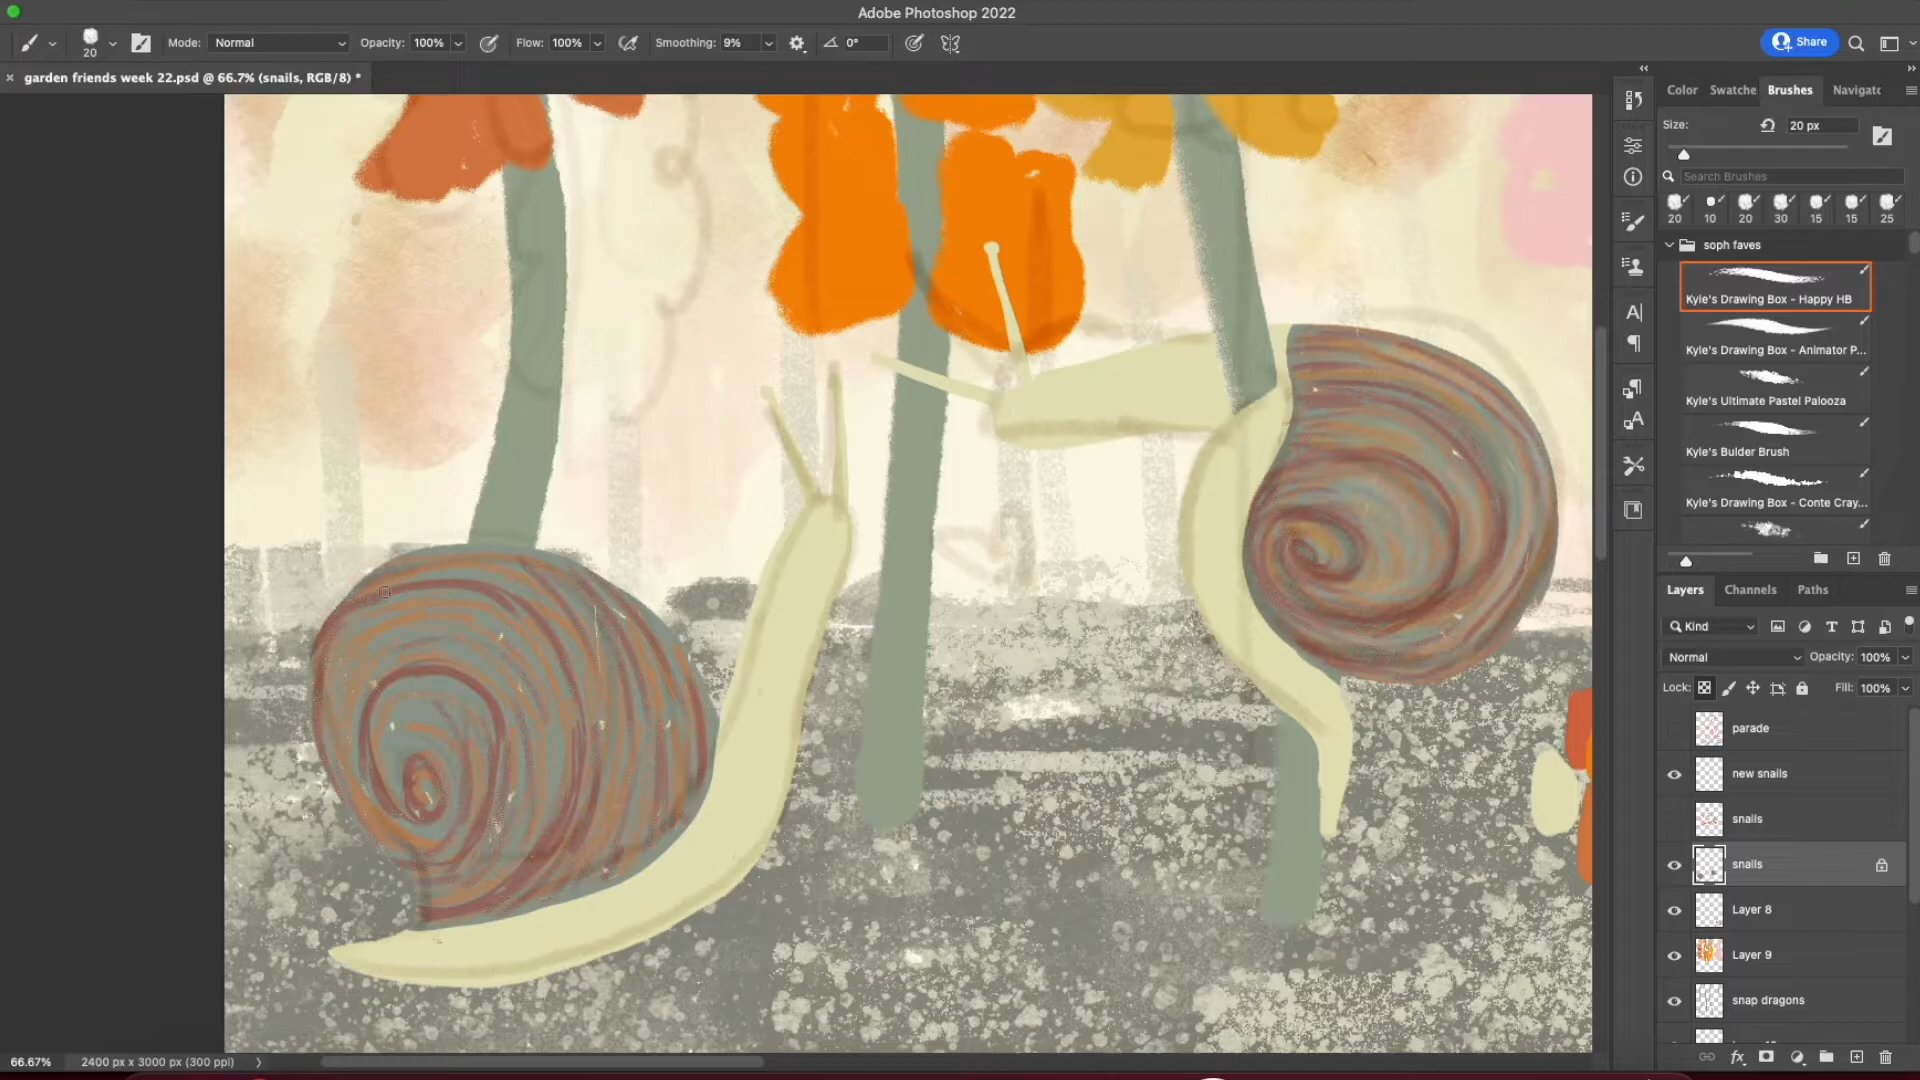 Adobe Photoshop 2022
20
Mode: Normal
Opacity: 100%
Flow: 100%
Smoothing: 9%
0°
Share
× garden friends week 22.psd @ 66.7% (snails, RGB/8) *
Color Swatche Brushes Navigatc
Size: 20 px
Search Brushes
20 10 20 30 15 15 25
soph faves
Kyle's Drawing Box - Happy HB
Kyle's Drawing Box - Animator P...
Kyle's Ultimate Pastel Palooza
Kyle's Bulder Brush
Kyle's Drawing Box - Conte Cray...
Layers Channels Paths
Kind
Normal Opacity: 100%
Lock: Fill: 100%
parade
new snails
snails
snails
Layer 8
Layer 9
snap dragons
66.67% 2400 px x 3000 px (300 ppi)